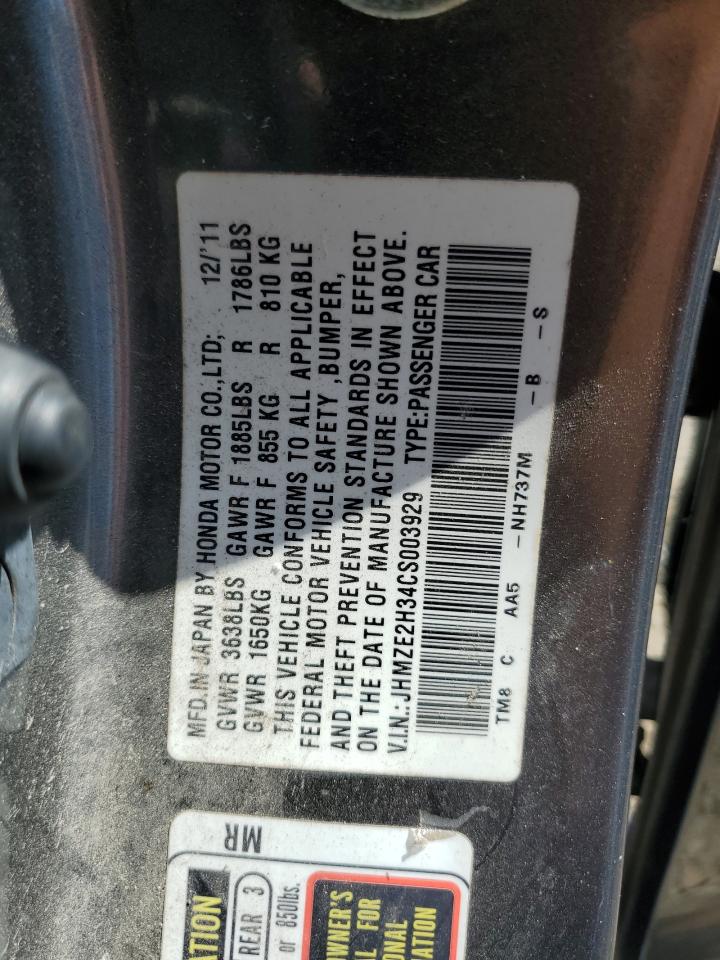 MFD.IN JAPAN BY HONDA MOTOR CO.,LTD; 12/'11
GVWR 3638LBS GAWR F 1885LBS R 1786LBS
GVWR 1650KG GAWR F 855 KG R 810 KG
THIS VEHICLE CONFORMS TO ALL APPLICABLE
FEDERAL MOTOR VEHICLE SAFETY ,BUMPER,
AND THEFT PREVENTION STANDARDS IN EFFECT
ON THE DATE OF MANUFACTURE SHOWN ABOVE.
V.I.N.:JHMZE2H34CS003929 TYPE:PASSENGER CAR
TM8 C AA5 -NH737M -B -S
MR
ATION
REAR 3
or 850lbs.
OWNER'S
L FOR
ONAL
ATION